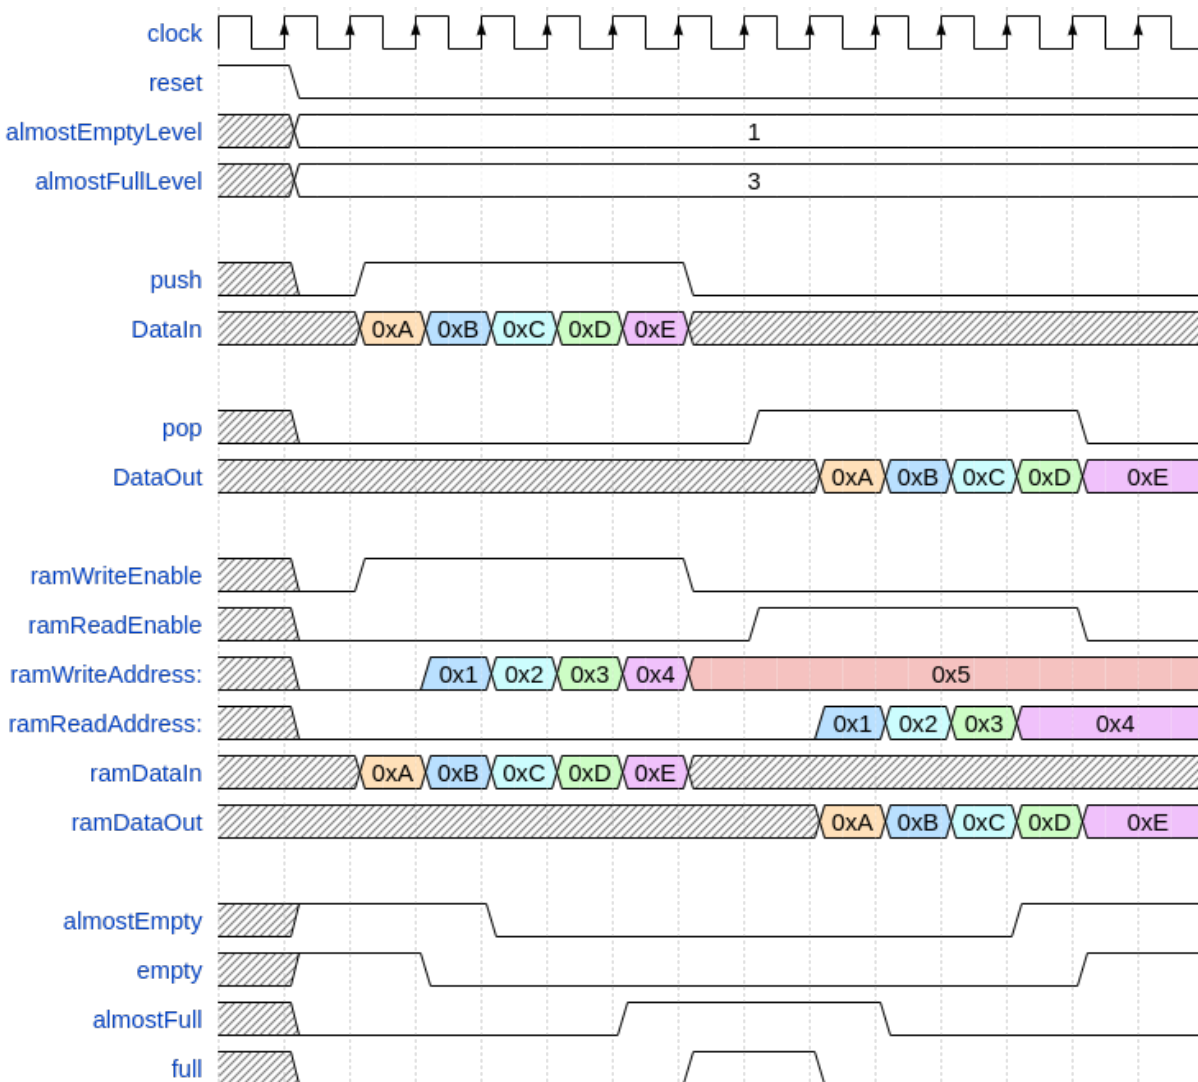 clock
reset
almostEmptyLevel 1
almostFullLevel 3
push
DataIn 0xA 0xB 0xC 0xD 0xE
pop
DataOut 0xA 0xB 0xC 0xD 0xE
ramWriteEnable
ramReadEnable
ramWriteAddress: 0x1 0x2 0x3 0x4 0x5
ramReadAddress: 0x1 0x2 0x3 0x4
ramDataIn 0xA 0xB 0xC 0xD 0xE
ramDataOut 0xA 0xB 0xC 0xD 0xE
almostEmpty
empty
almostFull
full